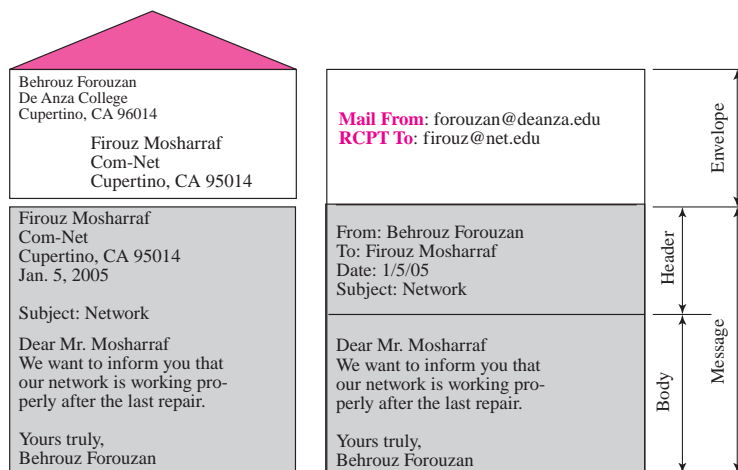 Behrouz Forouzan
De Anza College
Cupertino, CA 96014
Firouz Mosharraf
Com-Net
Cupertino, CA 95014
Firouz Mosharraf
Com-Net
Cupertino, CA 95014
Jan. 5, 2005
Subject: Network
Dear Mr. Mosharraf
We want to inform you that
our network is working pro-
perly after the last repair.
Yours truly,
Behrouz Forouzan
Mail From: forouzan@deanza.edu
RCPT To: firouz@net.edu
From: Behrouz Forouzan
To: Firouz Mosharraf
Date: 1/5/05
Subject: Network
Dear Mr. Mosharraf
We want to inform you that
our network is working pro-
perly after the last repair.
Yours truly,
Behrouz Forouzan
Envelope
Header
Body
Message